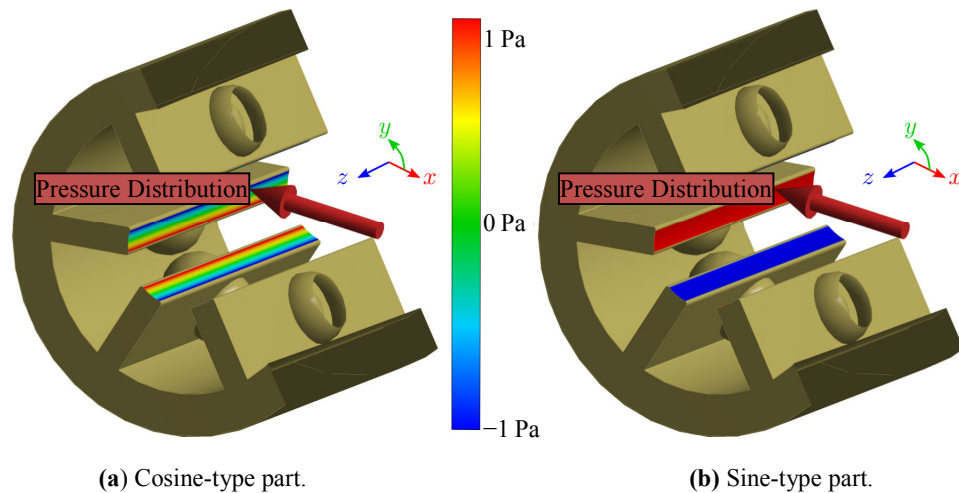 1 Pa
y
z
x
Pressure Distribution
0 Pa
−1 Pa
y
z
x
Pressure Distribution
(a) Cosine-type part.
(b) Sine-type part.